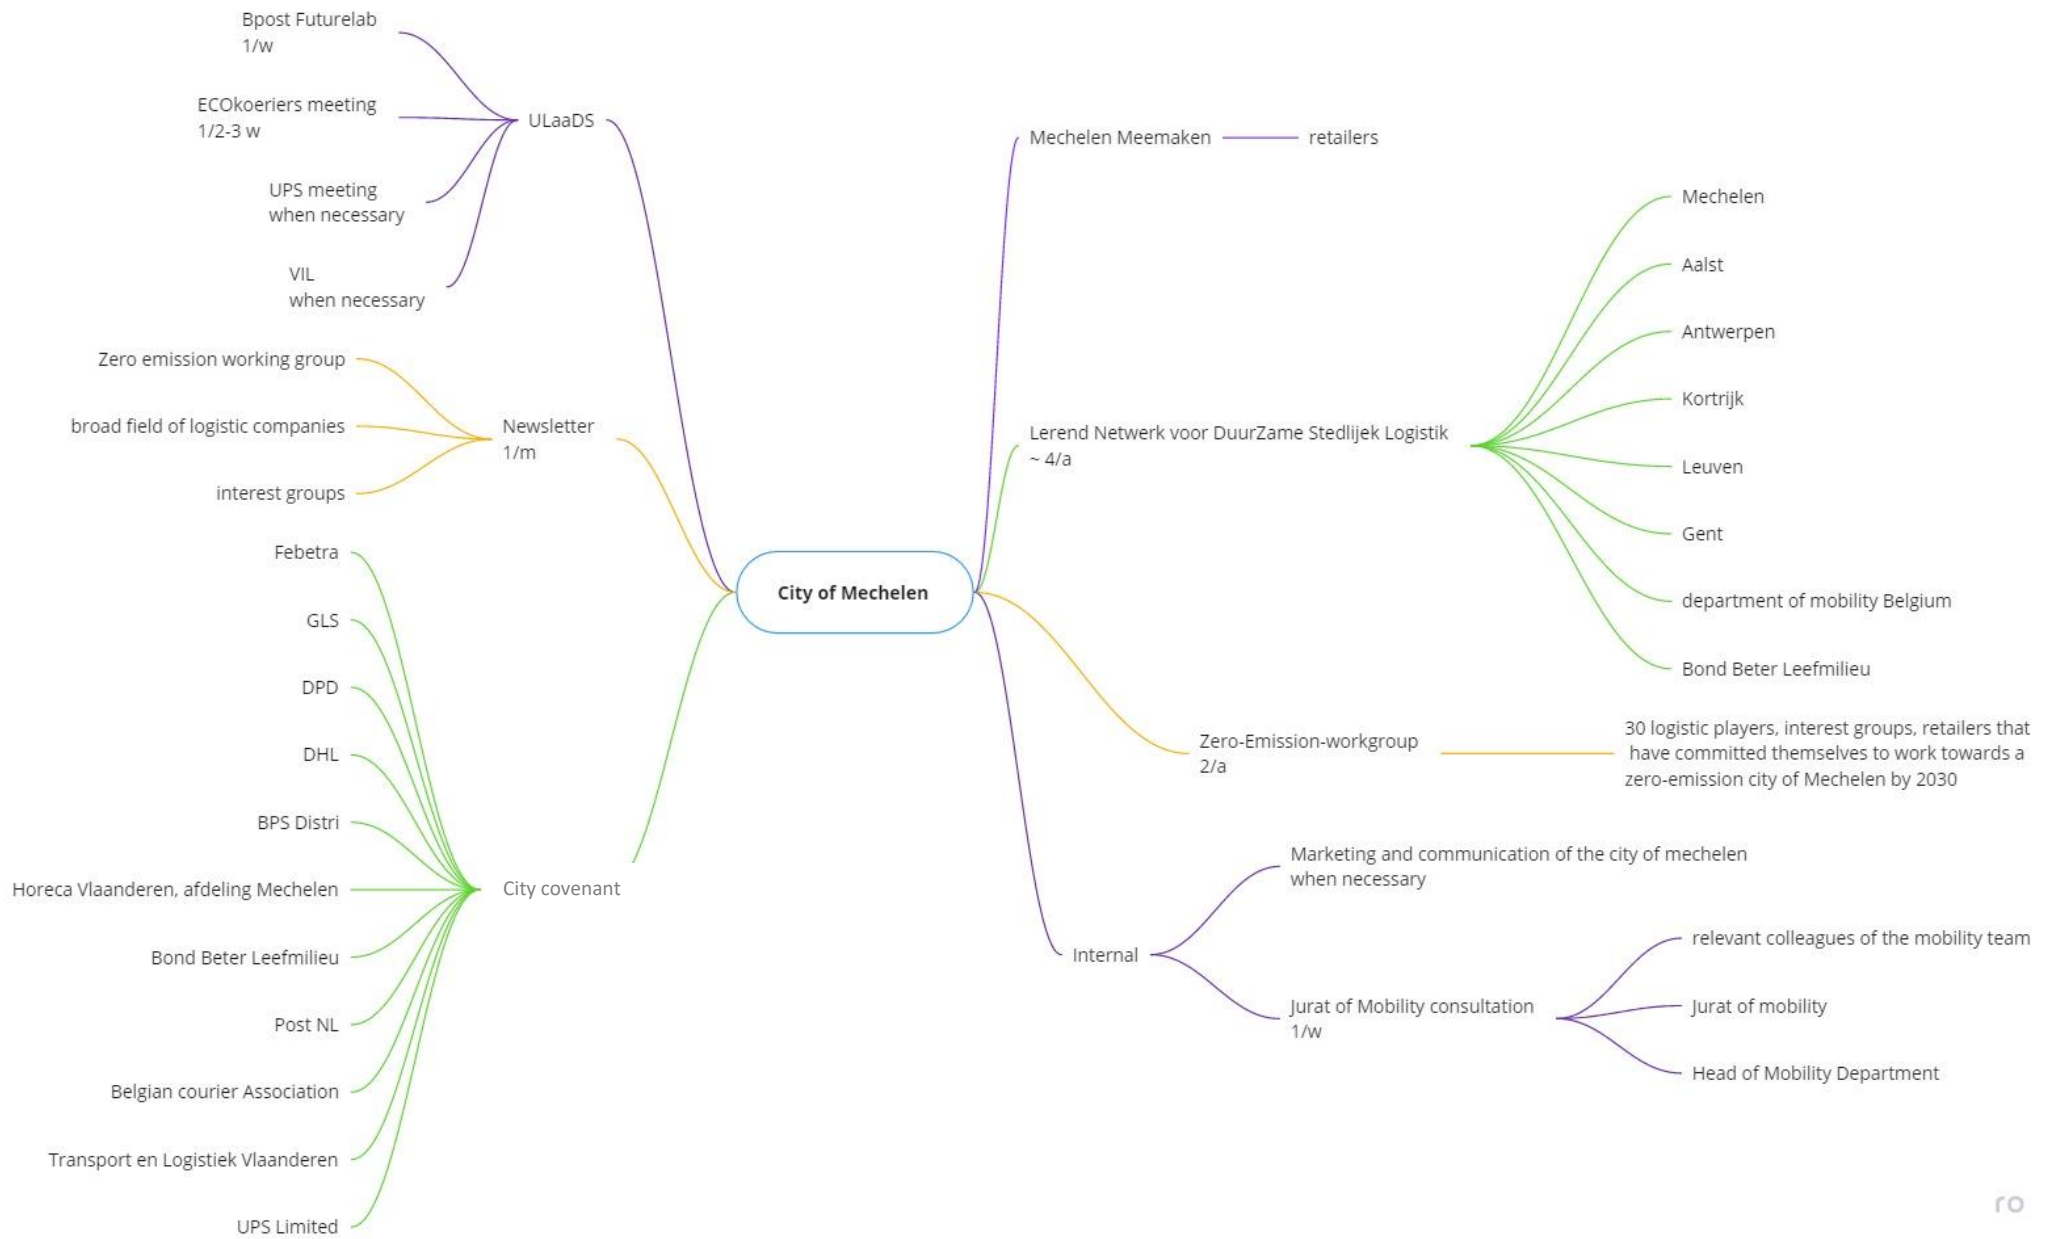 Bpost Futurelab
1/w
ECOkoeriers meeting
1/2-3 w
UPS meeting
when necessary
VIL
when necessary
ULaaDS
Zero emission working group
broad field of logistic companies
interest groups
Newsletter
1/m
Febetra
GLS
DPD
DHL
BPS Distri
Horeca Vlaanderen, afdeling Mechelen
Bond Beter Leefmilieu
Post NL
Belgian courier Association
Transport en Logistiek Vlaanderen
UPS Limited
City covenant
City of Mechelen
Mechelen Meemaken
retailers
Lerend Netwerk voor DuurZame Stedlijek Logistik
~ 4/a
Mechelen
Aalst
Antwerpen
Kortrijk
Leuven
Gent
department of mobility Belgium
Bond Beter Leefmilieu
Zero-Emission-workgroup
2/a
30 logistic players, interest groups, retailers that
have committed themselves to work towards a
zero-emission city of Mechelen by 2030
Internal
Marketing and communication of the city of mechelen
when necessary
Jurat of Mobility consultation
1/w
relevant colleagues of the mobility team
Jurat of mobility
Head of Mobility Department
ro